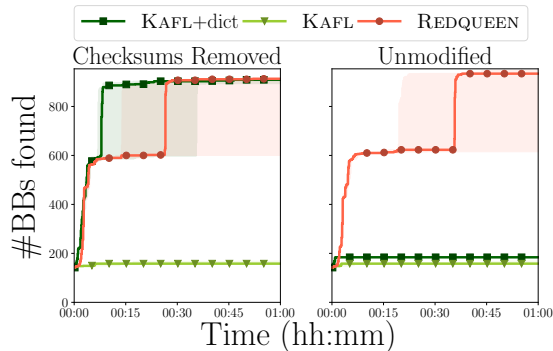 KAFL+dict KAFL REDQUEEN
Checksums Removed Unmodified
#BBs found
800
600
400
200
0
00:00 00:15 00:30 00:45 01:00 00:00 00:15 00:30 00:45 01:00
Time (hh:mm)